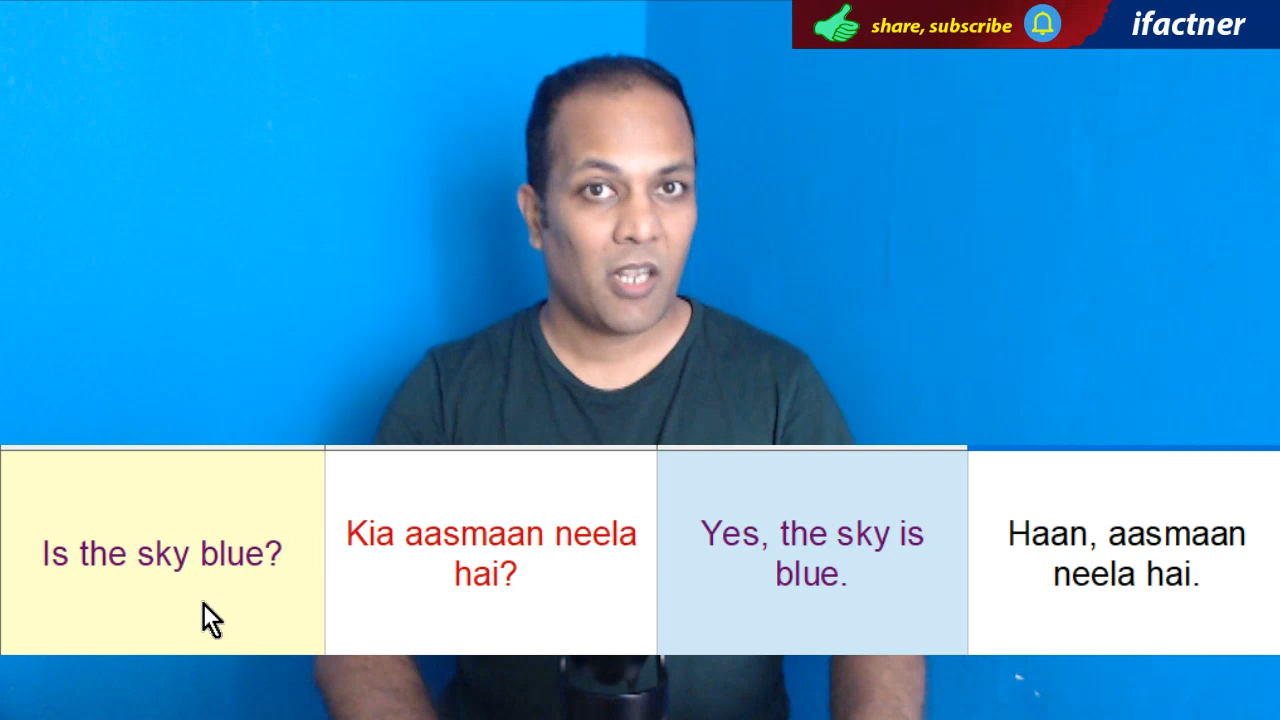 share, subscribe
ifactner
Is the sky blue?
Kia aasmaan neela
hai?
Yes, the sky is
blue.
Haan, aasmaan
neela hai.